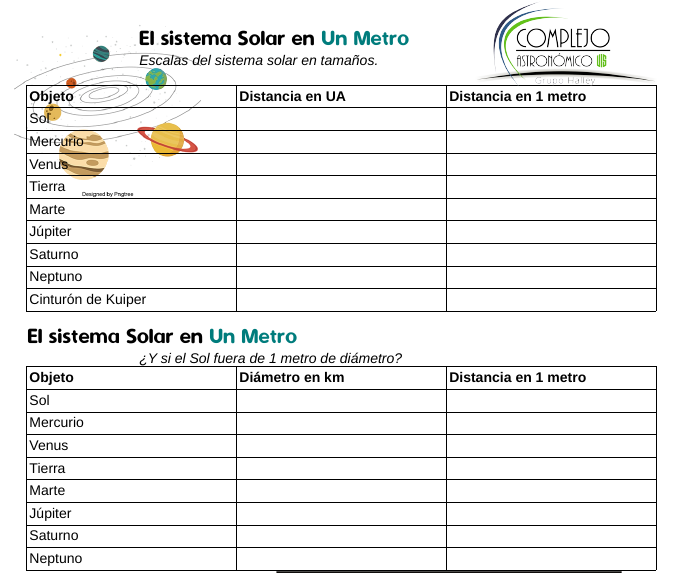 El sistema Solar en Un Metro
Escalas del sistema solar en tamaños.
COMPLEJO
ASTRONÓMICO UIS
Grupo Halley
Objeto Distancia en UA Distancia en 1 metro
Sol
Mercurio
Venus
Tierra
Designed by Pngtree
Marte
Júpiter
Saturno
Neptuno
Cinturón de Kuiper
El sistema Solar en Un Metro
¿Y si el Sol fuera de 1 metro de diámetro?
Objeto Diámetro en km Distancia en 1 metro
Sol
Mercurio
Venus
Tierra
Marte
Júpiter
Saturno
Neptuno